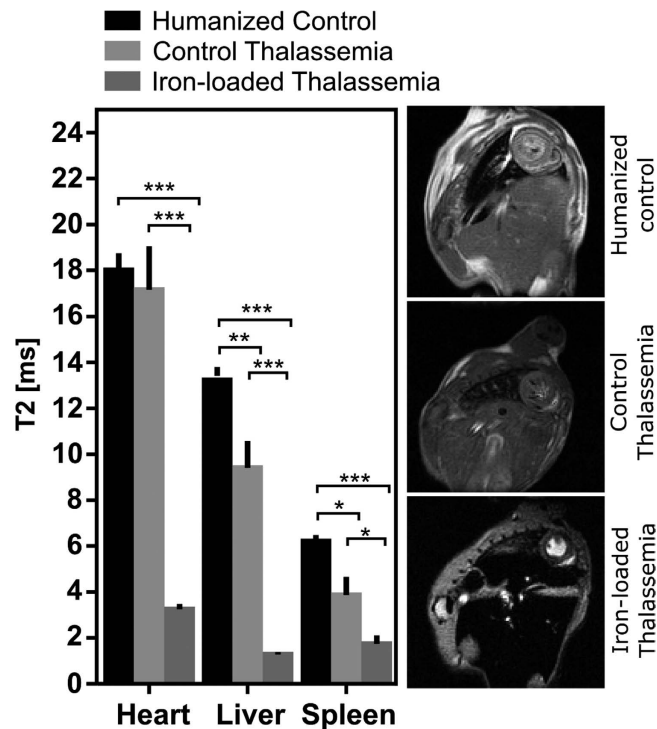 Humanized Control
Control Thalassemia
Iron-loaded Thalassemia
T2 [ms]
24
22
20
18
16
14
12
10
8
6
4
2
0
***
***
***
**
***
***
*
*
Heart Liver Spleen
Humanized
control
Control
Thalassemia
Iron-loaded
Thalassemia